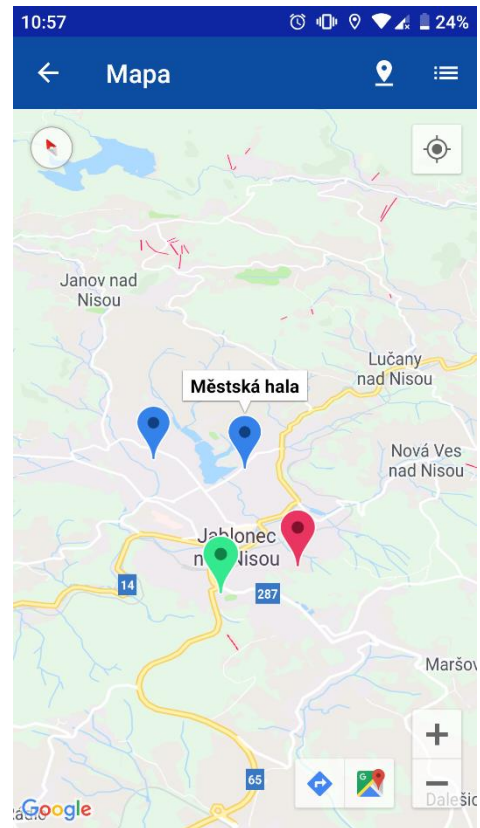 10:57
24%
Mapa
Janov nad
Nisou
Lučany
nad Nisou
Městská hala
Nová Ves
nad Nisou
Jablonec
nad Nisou
14
287
Maršov
65
Google